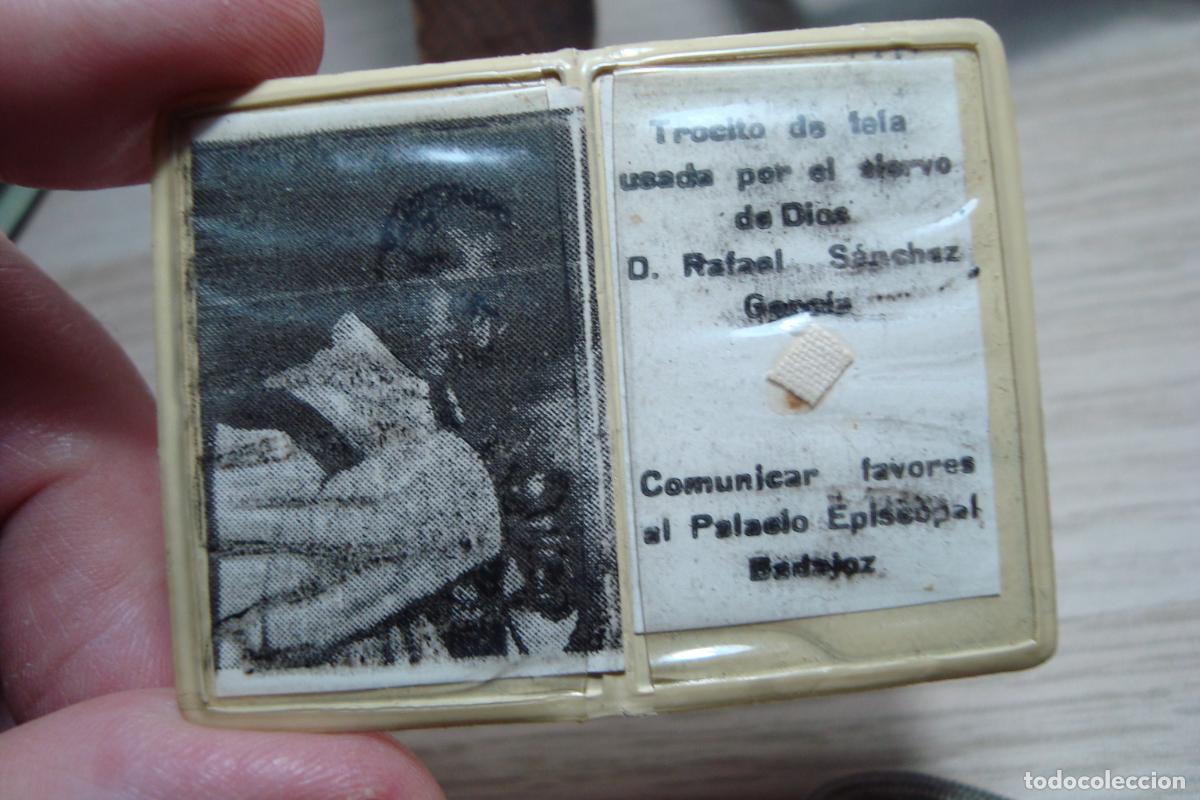 Trocito de tela
usada por el siervo
de Dios
D. Rafael Sánchez
García
Comunicar favores
al Palacio Episcopal
Badajoz
todocoleccion